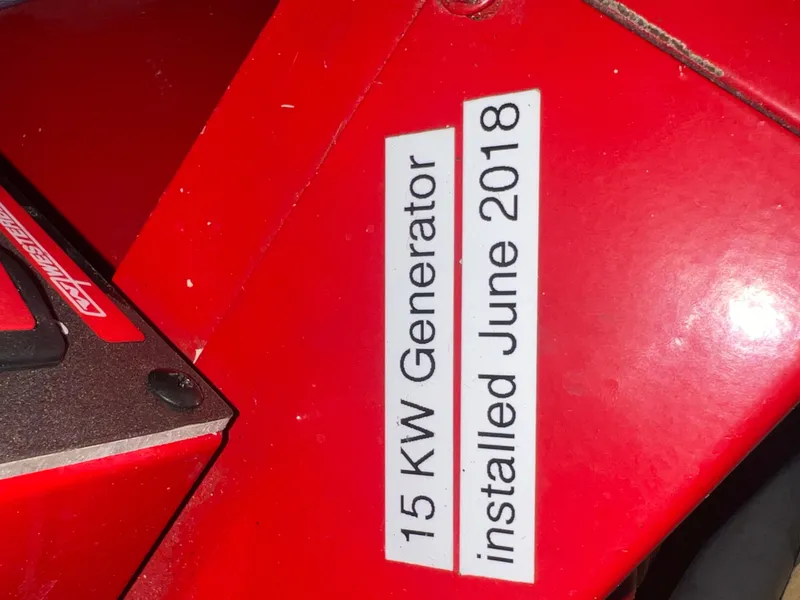 15 KW Generator
installed June 2018